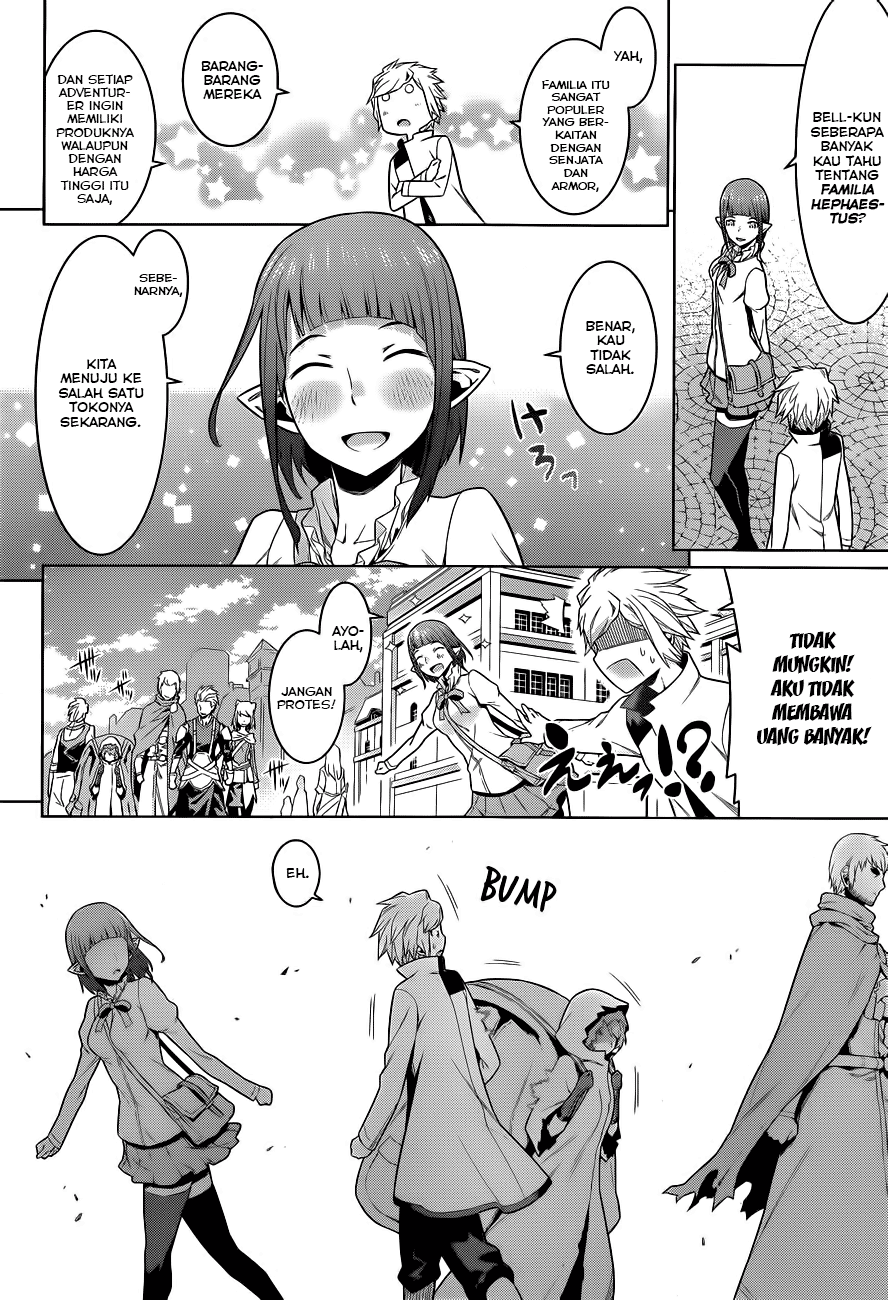 BELL-KUN
SEBERAPA
BANYAK
KAU TAHU
TENTANG
FAMILIA
HEPHAES-
TUS?
YAH,
FAMILIA ITU
SANGAT
POPULER
YANG BER-
KAITAN
DENGAN
SENJATA
DAN
ARMOR,
BARANG-
BARANG
MEREKA
DAN SETIAP
ADVENTUR-
ER INGIN
MEMILIKI
PRODUKNYA
WALAUPUN
DENGAN
HARGA
TINGGI ITU
SAJA,
BENAR,
KAU
TIDAK
SALAH.
けろっ
SEBE-
NARNYA,
KITA
MENUJU KE
SALAH SATU
TOKONYA
SEKARANG.
TIDAK
MUNGKIN!
AKU TIDAK
MEMBAWA
UANG BANYAK!
ええっ!?
AYO-
LAH,
JANGAN
PROTES!
BUMP
EH.